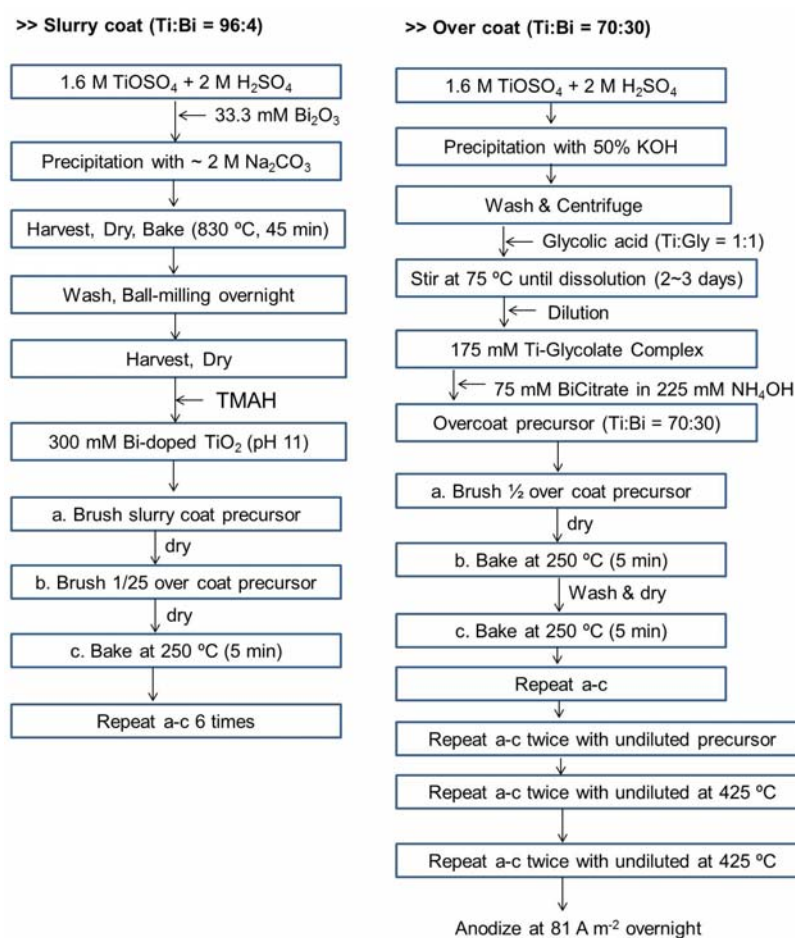 >> Slurry coat (Ti:Bi = 96:4)
1.6 M TiOSO₄ + 2 M H₂SO₄
33.3 mM Bi₂O₃
Precipitation with ~ 2 M Na₂CO₃
Harvest, Dry, Bake (830 ºC, 45 min)
Wash, Ball-milling overnight
Harvest, Dry
TMAH
300 mM Bi-doped TiO₂ (pH 11)
a. Brush slurry coat precursor
dry
b. Brush 1/25 over coat precursor
dry
c. Bake at 250 ºC (5 min)
Repeat a-c 6 times
>> Over coat (Ti:Bi = 70:30)
1.6 M TiOSO₄ + 2 M H₂SO₄
Precipitation with 50% KOH
Wash & Centrifuge
Glycolic acid (Ti:Gly = 1:1)
Stir at 75 ºC until dissolution (2~3 days)
Dilution
175 mM Ti-Glycolate Complex
75 mM BiCitrate in 225 mM NH₄OH
Overcoat precursor (Ti:Bi = 70:30)
a. Brush ½ over coat precursor
dry
b. Bake at 250 ºC (5 min)
Wash & dry
c. Bake at 250 ºC (5 min)
Repeat a-c
Repeat a-c twice with undiluted precursor
Repeat a-c twice with undiluted at 425 ºC
Repeat a-c twice with undiluted at 425 ºC
Anodize at 81 A m⁻² overnight